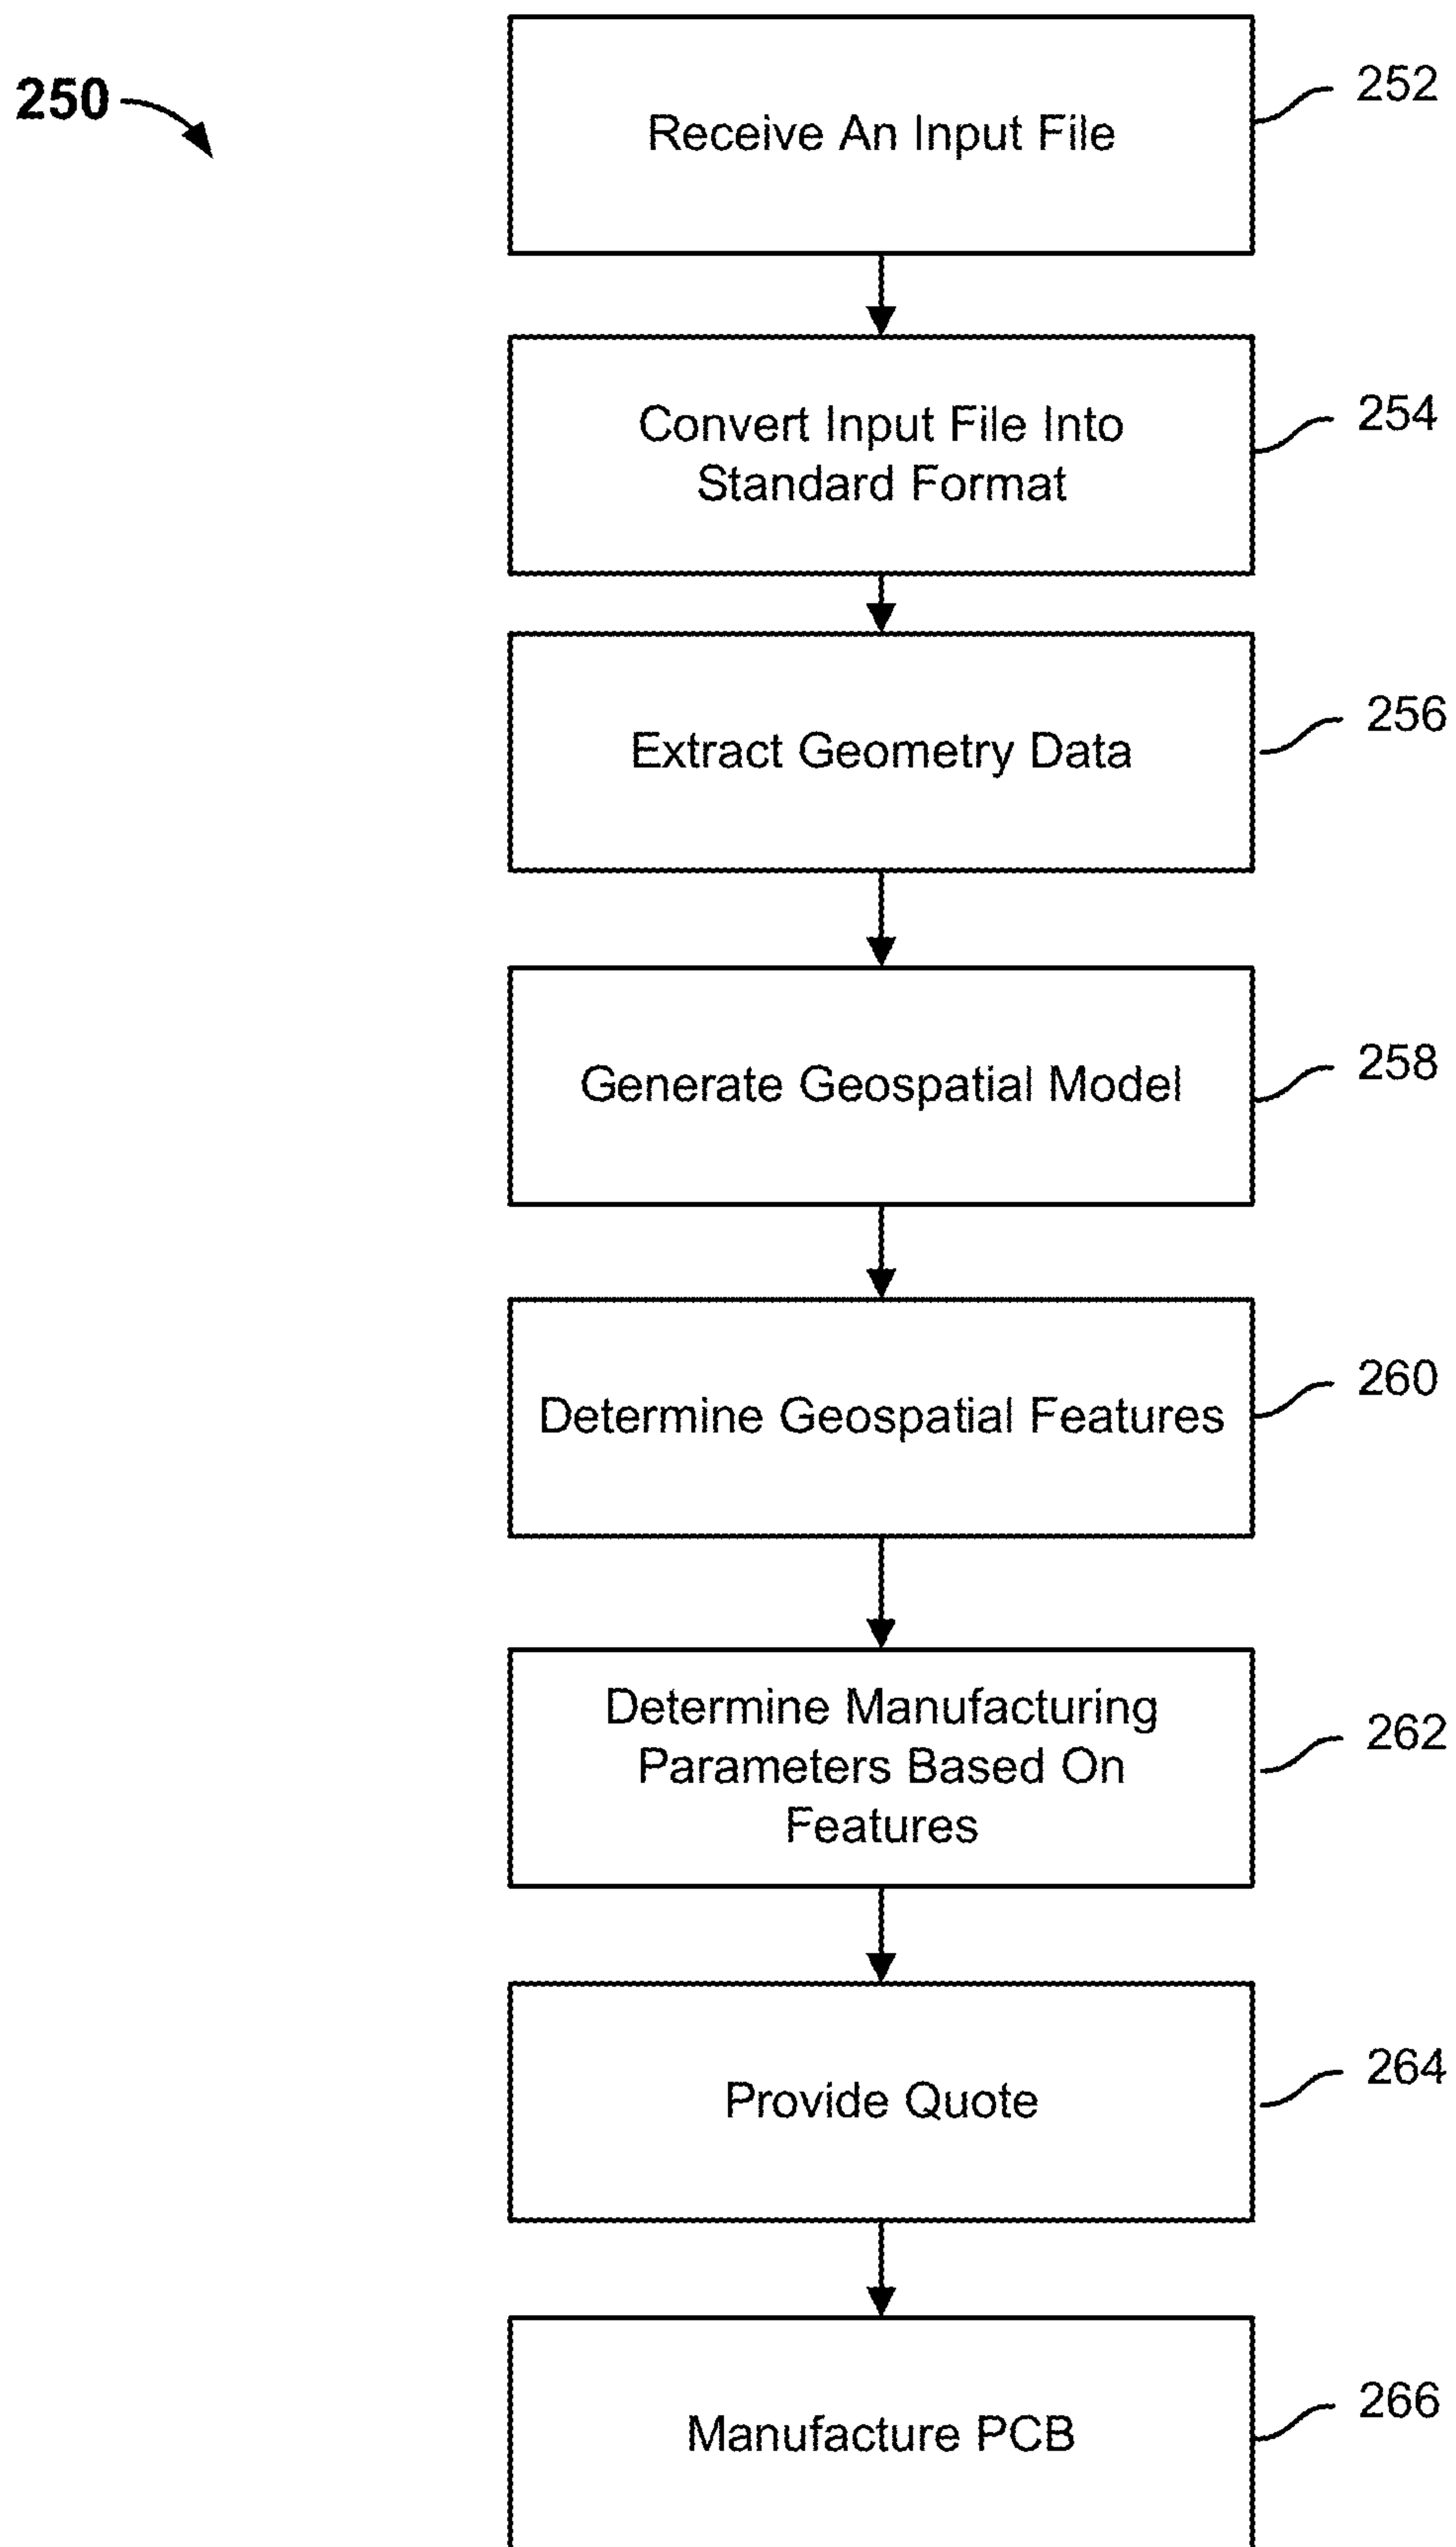 250
252
Receive An Input File
254
Convert Input File Into
Standard Format
256
Extract Geometry Data
258
Generate Geospatial Model
260
Determine Geospatial Features
262
Determine Manufacturing
Parameters Based On
Features
264
Provide Quote
266
Manufacture PCB